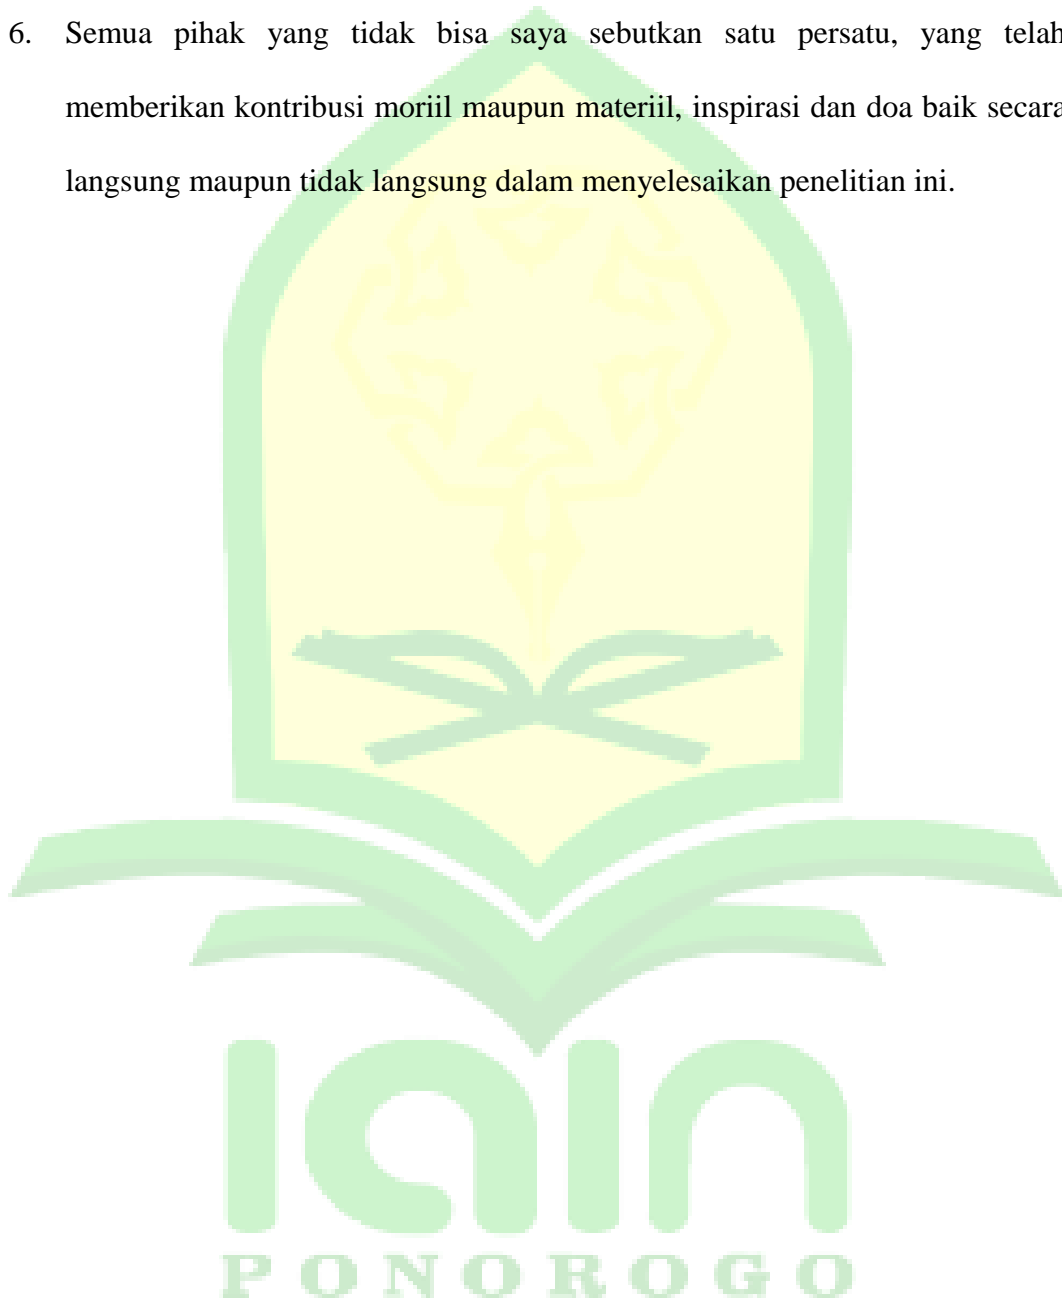 6. Semua pihak yang tidak bisa saya sebutkan satu persatu, yang telah
memberikan kontribusi moriil maupun materiil, inspirasi dan doa baik secara
langsung maupun tidak langsung dalam menyelesaikan penelitian ini.
iain
PONOROGO